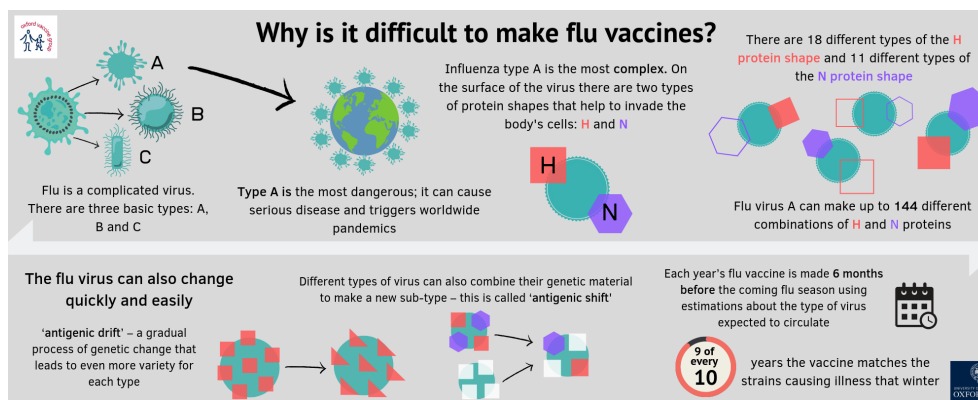 oxford vaccine group
Why is it difficult to make flu vaccines?
A
B
C
Flu is a complicated virus.
There are three basic types: A,
B and C
Type A is the most dangerous; it can cause
serious disease and triggers worldwide
pandemics
Influenza type A is the most complex. On
the surface of the virus there are two types
of protein shapes that help to invade the
body's cells: H and N
H
N
There are 18 different types of the H
protein shape and 11 different types of
the N protein shape
Flu virus A can make up to 144 different
combinations of H and N proteins
The flu virus can also change
quickly and easily
'antigenic drift' – a gradual
process of genetic change that
leads to even more variety for
each type
Different types of virus can also combine their genetic material
to make a new sub-type – this is called 'antigenic shift'
Each year's flu vaccine is made 6 months
before the coming flu season using
estimations about the type of virus
expected to circulate
9 of
every
10
years the vaccine matches the
strains causing illness that winter